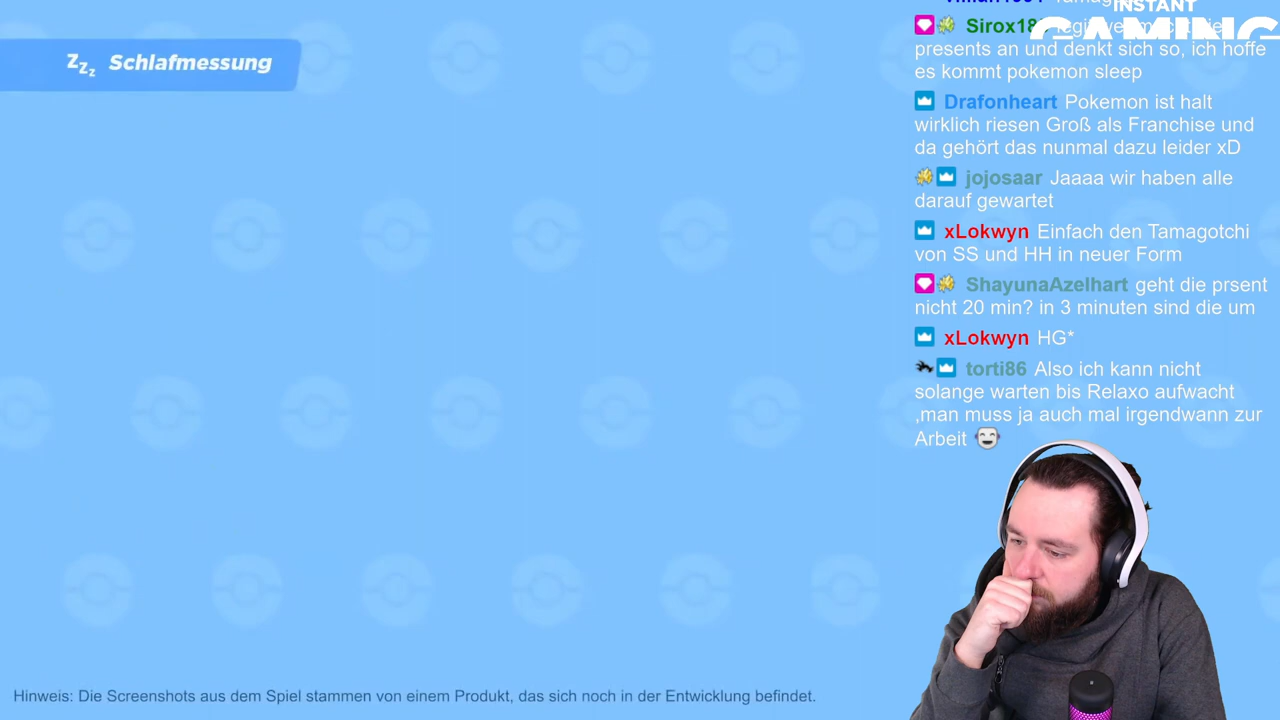 Schlafmessung
INSTANT
GAMING
presents an und denkt sich so, ich hoffe
es kommt pokemon sleep
Drafonheart Pokemon ist halt
wirklich riesen Groß als Franchise und
da gehört das nunmal dazu leider xD
jojosaar Jaaaa wir haben alle
darauf gewartet
xLokwyn Einfach den Tamagotchi
von SS und HH in neuer Form
ShayunaAzelhart geht die prsent
nicht 20 min? in 3 minuten sind die um
xLokwyn HG*
torti86 Also ich kann nicht
solange warten bis Relaxo aufwacht
,man muss ja auch mal irgendwann zur
Arbeit
Hinweis: Die Screenshots aus dem Spiel stammen von einem Produkt, das sich noch in der Entwicklung befindet.